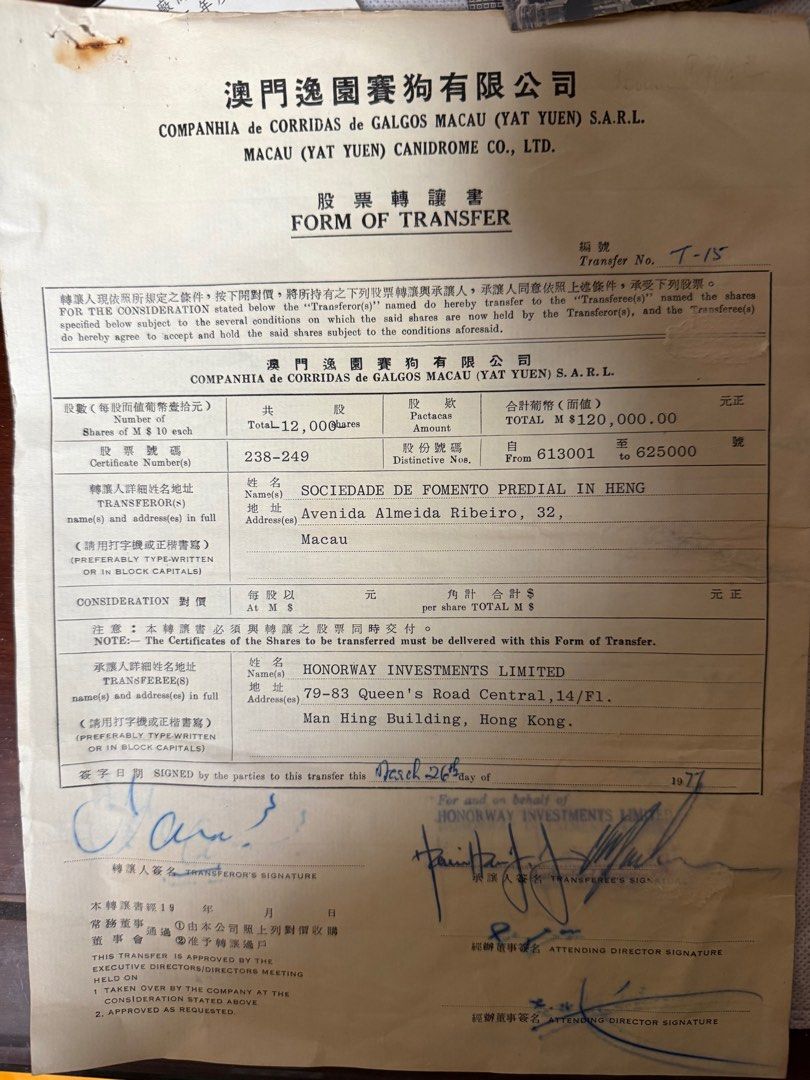 澳門逸園賽狗有限公司
COMPANHIA de CORRIDAS de GALGOS MACAU (YAT YUEN) S.A.R.L.
MACAU (YAT YUEN) CANIDROME CO., LTD.
股票轉讓書
FORM OF TRANSFER
編號
Transfer No. T-15
轉讓人現依照所規定之條件，按下開對價，將所持有之下列股票轉讓與承讓人，承讓人同意依照上述條件，承受下列股票。
FOR THE CONSIDERATION stated below the "Transferor(s)" named do hereby transfer to the "Transferee(s)" named the shares
specified below subject to the several conditions on which the said shares are now held by the Transferor(s), and the Transferee(s)
do hereby agree to accept and hold the said shares subject to the conditions aforesaid.
澳門逸園賽狗有限公司
COMPANHIA de CORRIDAS de GALGOS MACAU (YAT YUEN) S.A.R.L.
股數（每股面值葡幣壹拾元）
Number of
Shares of M $ 10 each
共 股
Total 12,000 shares
股款
Pactacas
Amount
合計葡幣（面值） 元正
TOTAL M $120,000.00
股票號碼
Certificate Number(s)
238-249
股份號碼
Distinctive Nos.
自 至 號
From 613001 to 625000
轉讓人詳細姓名地址
TRANSFEROR(S)
name(s) and address(es) in full
（請用打字機或正楷書寫）
(PREFERABLY TYPE-WRITTEN
OR IN BLOCK CAPITALS)
姓名
Name(s) SOCIEDADE DE FOMENTO PREDIAL IN HENG
地址
Address(es) Avenida Almeida Ribeiro, 32,
Macau
CONSIDERATION 對價
每股以 元 角計 合計$ 元正
At M $ per share TOTAL M $
注意：本轉讓書必須與轉讓之股票同時交付。
NOTE:— The Certificates of the Shares to be transferred must be delivered with this Form of Transfer.
承讓人詳細姓名地址
TRANSFEREE(S)
name(s) and address(es) in full
（請用打字機或正楷書寫）
(PREFERABLY TYPE-WRITTEN
OR IN BLOCK CAPITALS)
姓名
Name(s) HONORWAY INVESTMENTS LIMITED
地址
Address(es) 79-83 Queen's Road Central,14/Fl.
Man Hing Building, Hong Kong.
簽字日期 SIGNED by the parties to this transfer this March 26th day of 1977
For and on behalf of
HONORWAY INVESTMENTS LIMITED
轉讓人簽名 TRANSFEROR'S SIGNATURE
承讓人簽名 TRANSFEREE'S SIGNATURE
本轉讓書經19 年 月 日
常務董事
董事會
通過
①由本公司照上列對價收購
②准予轉讓過戶
THIS TRANSFER IS APPROVED BY THE
EXECUTIVE DIRECTORS/DIRECTORS MEETING
HELD ON
1 TAKEN OVER BY THE COMPANY AT THE
CONSIDERATION STATED ABOVE
2. APPROVED AS REQUESTED.
經辦董事簽名 ATTENDING DIRECTOR SIGNATURE
經辦董事簽名 ATTENDING DIRECTOR SIGNATURE